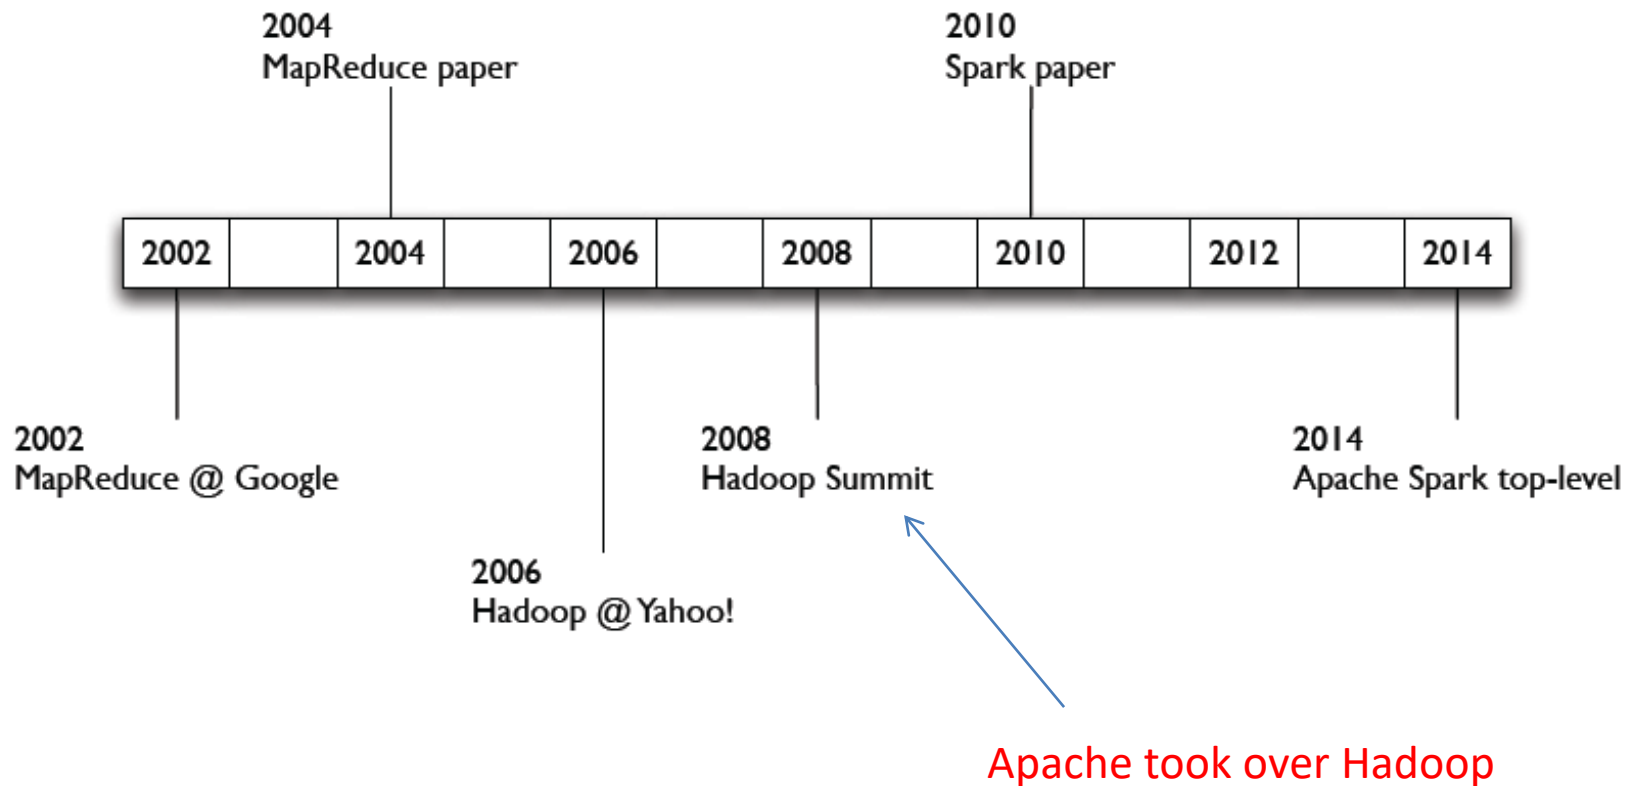 2004
MapReduce paper
2010
Spark paper
2002 2004 2006 2008 2010 2012 2014
2002
MapReduce @ Google
2008
Hadoop Summit
2014
Apache Spark top-level
2006
Hadoop @ Yahoo!
Apache took over Hadoop